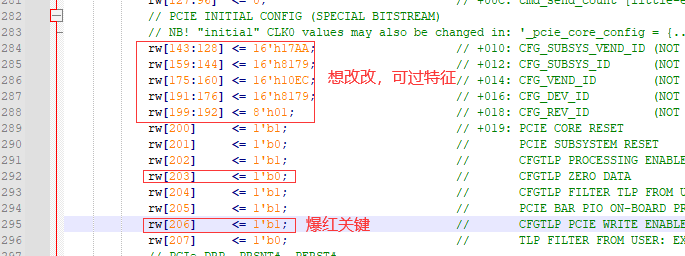 // PCIE INITIAL CONFIG (SPECIAL BITSTREAM)
// NB! "initial" CLK0 values may also be changed in: '_pcie_core_config = {..
284 rw[143:128] <= 16'h17AA; // +010: CFG_SUBSYS_VEND_ID (NOT
285 rw[159:144] <= 16'h8179; // +012: CFG_SUBSYS_ID (NOT
286 rw[175:160] <= 16'h10EC; // +014: CFG_VEND_ID (NOT
287 rw[191:176] <= 16'h8179; // +016: CFG_DEV_ID (NOT
288 rw[199:192] <= 8'h01; // +018: CFG_REV_ID (NOT
想改改，可过特征
289 rw[200] <= 1'b1; // +019: PCIE CORE RESET
290 rw[201] <= 1'b0; // PCIE SUBSYSTEM RESET
291 rw[202] <= 1'b1; // CFGTLP PROCESSING ENABLE
292 rw[203] <= 1'b0; // CFGTLP ZERO DATA
293 rw[204] <= 1'b1; // CFGTLP FILTER TLP FROM U
294 rw[205] <= 1'b1; // PCIE BAR PIO ON-BOARD PR
295 rw[206] <= 1'b1; // CFGTLP PCIE WRITE ENABLE
爆红关键
296 rw[207] <= 1'b0; // TLP FILTER FROM USER: EX